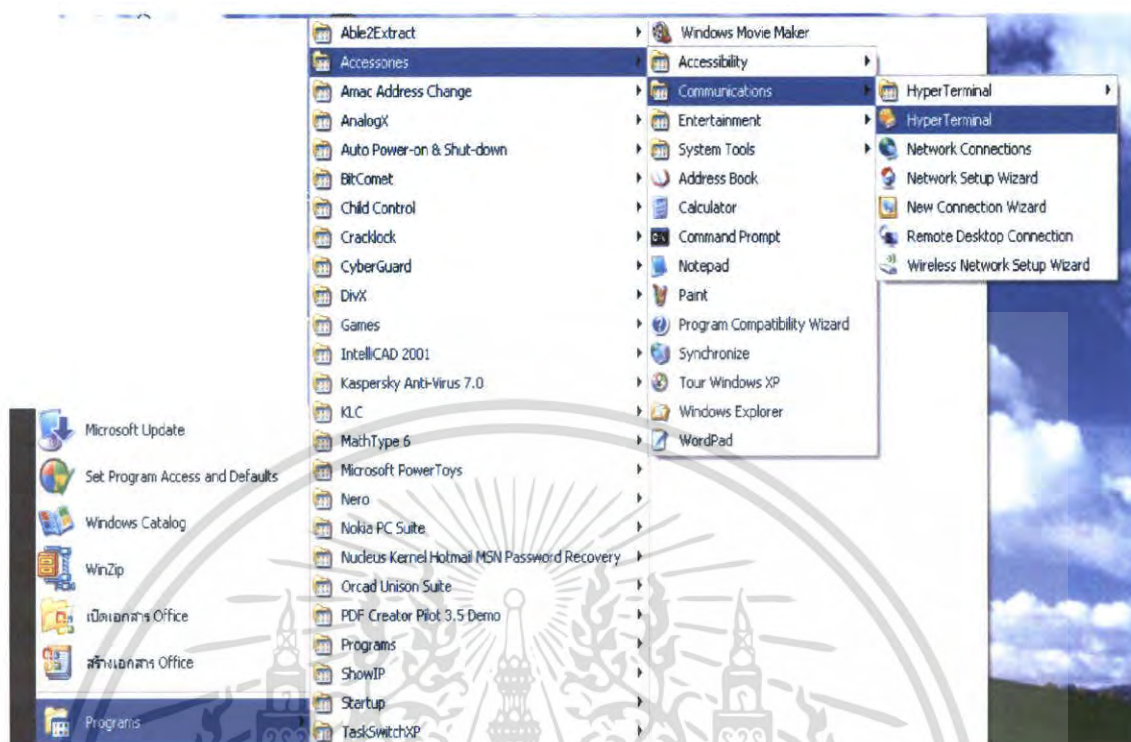 Microsoft Update
Set Program Access and Defaults
Windows Catalog
WinZip
เปิดเอกสาร Office
สร้างเอกสาร Office
Programs
Able2Extract
Accessories
Amac Address Change
AnalogX
Auto Power-on & Shut-down
BitComet
Child Control
Cracklock
CyberGuard
DivX
Games
IntelliCAD 2001
Kaspersky Anti-Virus 7.0
KLC
MathType 6
Microsoft PowerToys
Nero
Nokia PC Suite
Nucleus Kernel Hotmail MSN Password Recovery
Orcad Unison Suite
PDF Creator Pilot 3.5 Demo
Programs
ShowIP
Startup
TaskSwitchXP
Windows Movie Maker
Accessibility
Communications
Entertainment
System Tools
Address Book
Calculator
Command Prompt
Notepad
Paint
Program Compatibility Wizard
Synchronize
Tour Windows XP
Windows Explorer
WordPad
HyperTerminal
HyperTerminal
Network Connections
Network Setup Wizard
New Connection Wizard
Remote Desktop Connection
Wireless Network Setup Wizard